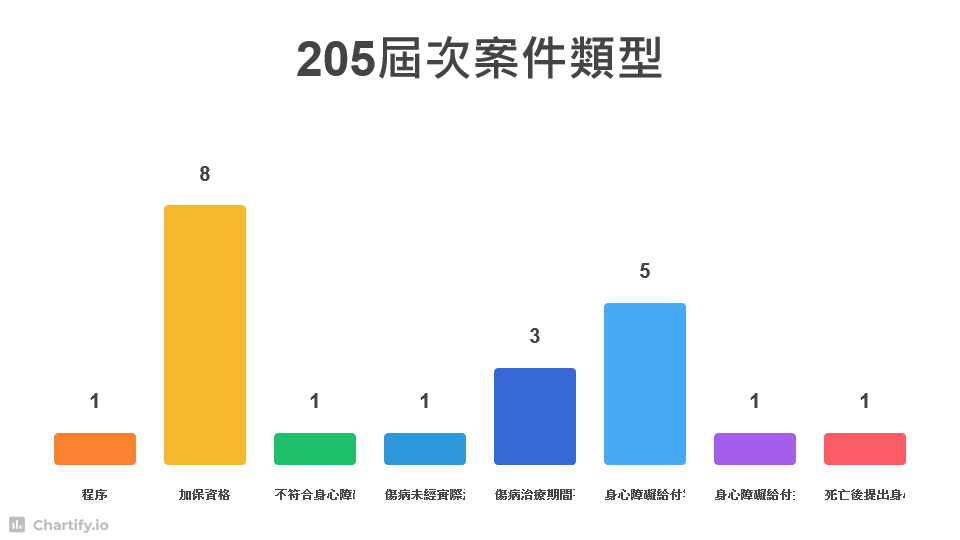 205屆次案件類型
8
5
3
1
1
1
1
1
程序
加保資格
不符合身心障
傷病未經實際
傷病治療期間
身心障礙給付
身心障礙給付
死亡後提出身
Chartify.io